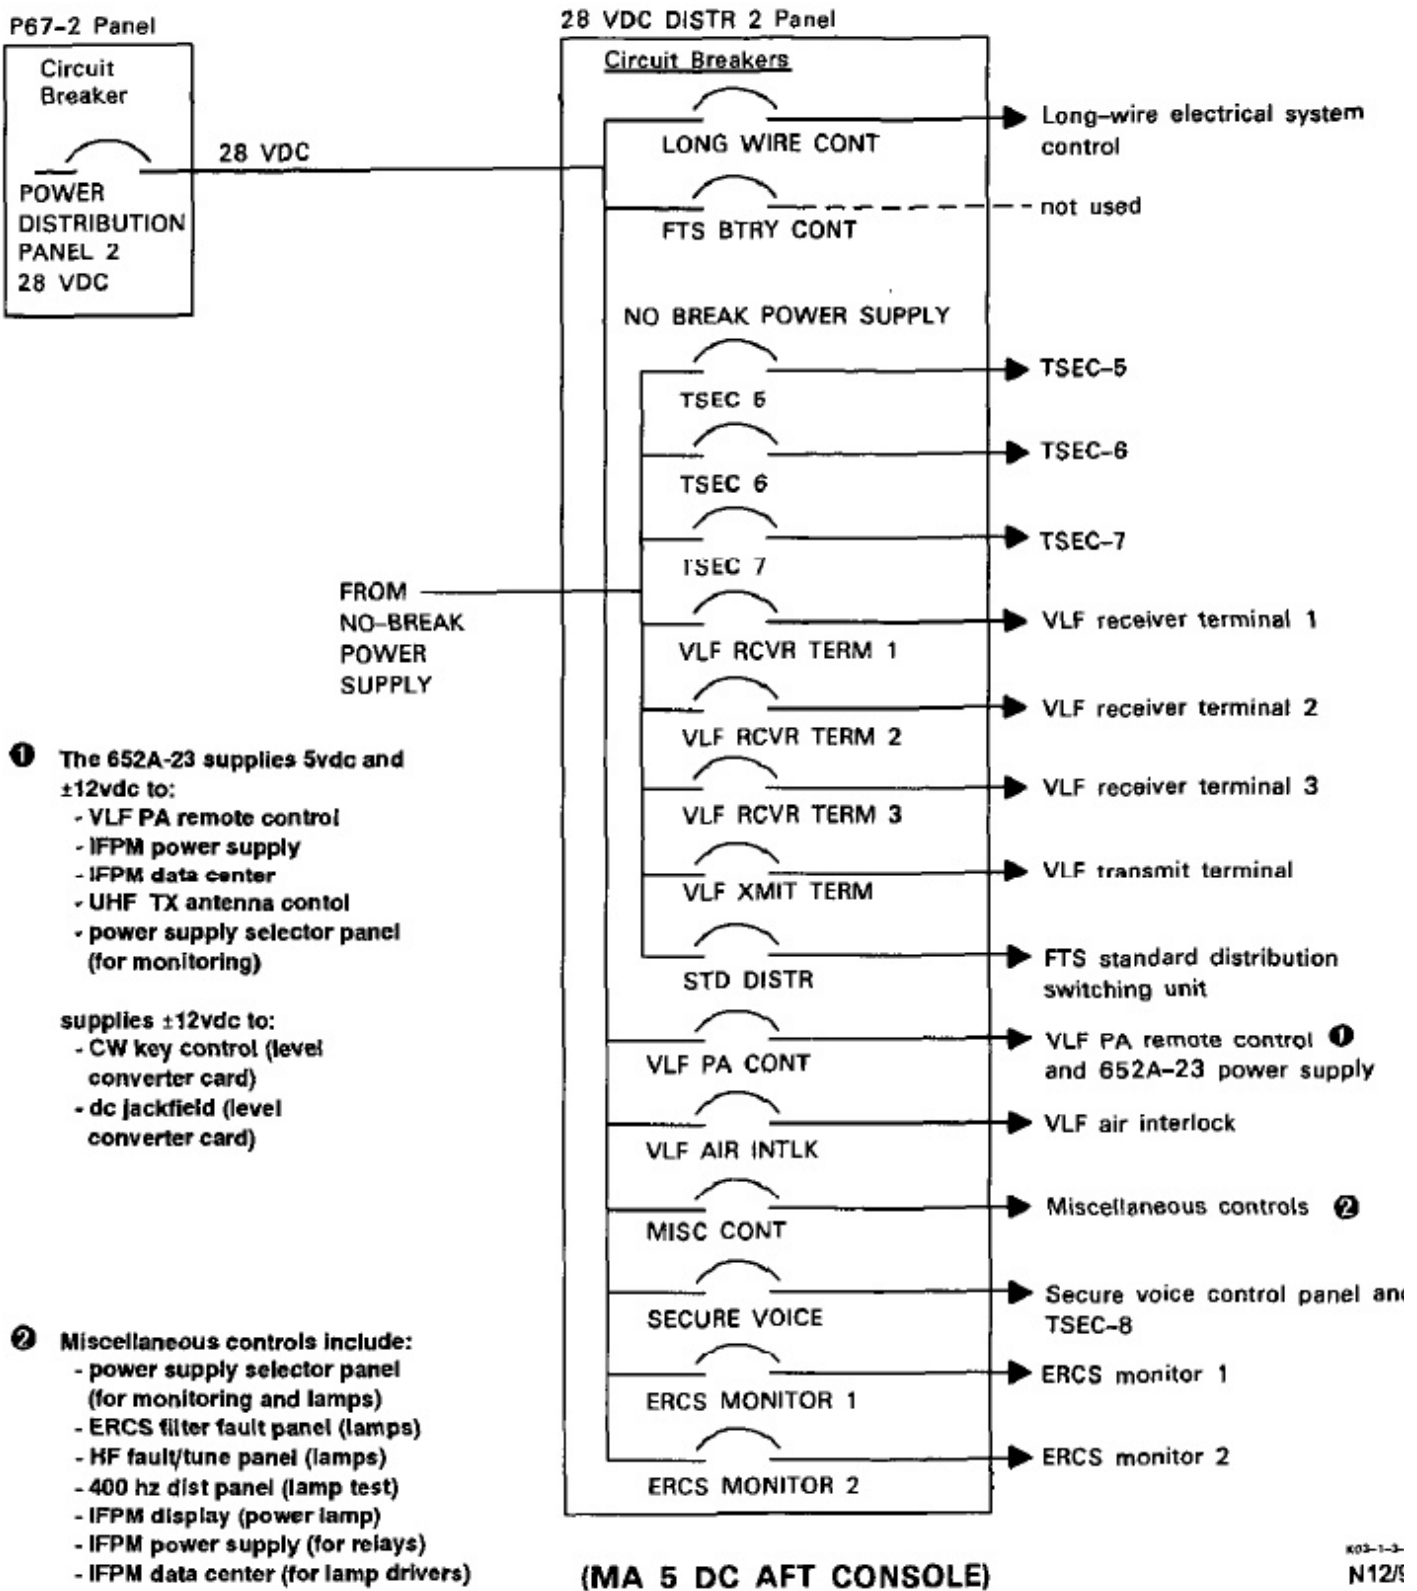 P67-2 Panel
Circuit
Breaker
POWER
DISTRIBUTION
PANEL 2
28 VDC
28 VDC
28 VDC DISTR 2 Panel
Circuit Breakers
LONG WIRE CONT
Long-wire electrical system
control
FTS BTRY CONT
not used
NO BREAK POWER SUPPLY
TSEC 5
TSEC-5
TSEC 6
TSEC-6
TSEC 7
TSEC-7
FROM
NO-BREAK
POWER
SUPPLY
VLF RCVR TERM 1
VLF receiver terminal 1
VLF RCVR TERM 2
VLF receiver terminal 2
VLF RCVR TERM 3
VLF receiver terminal 3
VLF XMIT TERM
VLF transmit terminal
STD DISTR
FTS standard distribution
switching unit
VLF PA CONT
VLF PA remote control ❶
and 652A-23 power supply
VLF AIR INTLK
VLF air interlock
MISC CONT
Miscellaneous controls ❷
SECURE VOICE
Secure voice control panel and
TSEC-8
ERCS MONITOR 1
ERCS monitor 1
ERCS MONITOR 2
ERCS monitor 2
❶ The 652A-23 supplies 5vdc and
±12vdc to:
- VLF PA remote control
- IFPM power supply
- IFPM data center
- UHF TX antenna contol
- power supply selector panel
(for monitoring)
supplies ±12vdc to:
- CW key control (level
converter card)
- dc jackfield (level
converter card)
❷ Miscellaneous controls include:
- power supply selector panel
(for monitoring and lamps)
- ERCS filter fault panel (lamps)
- HF fault/tune panel (lamps)
- 400 hz dist panel (lamp test)
- IFPM display (power lamp)
- IFPM power supply (for relays)
- IFPM data center (for lamp drivers)
(MA 5 DC AFT CONSOLE)
K03-1-3-
N12/9